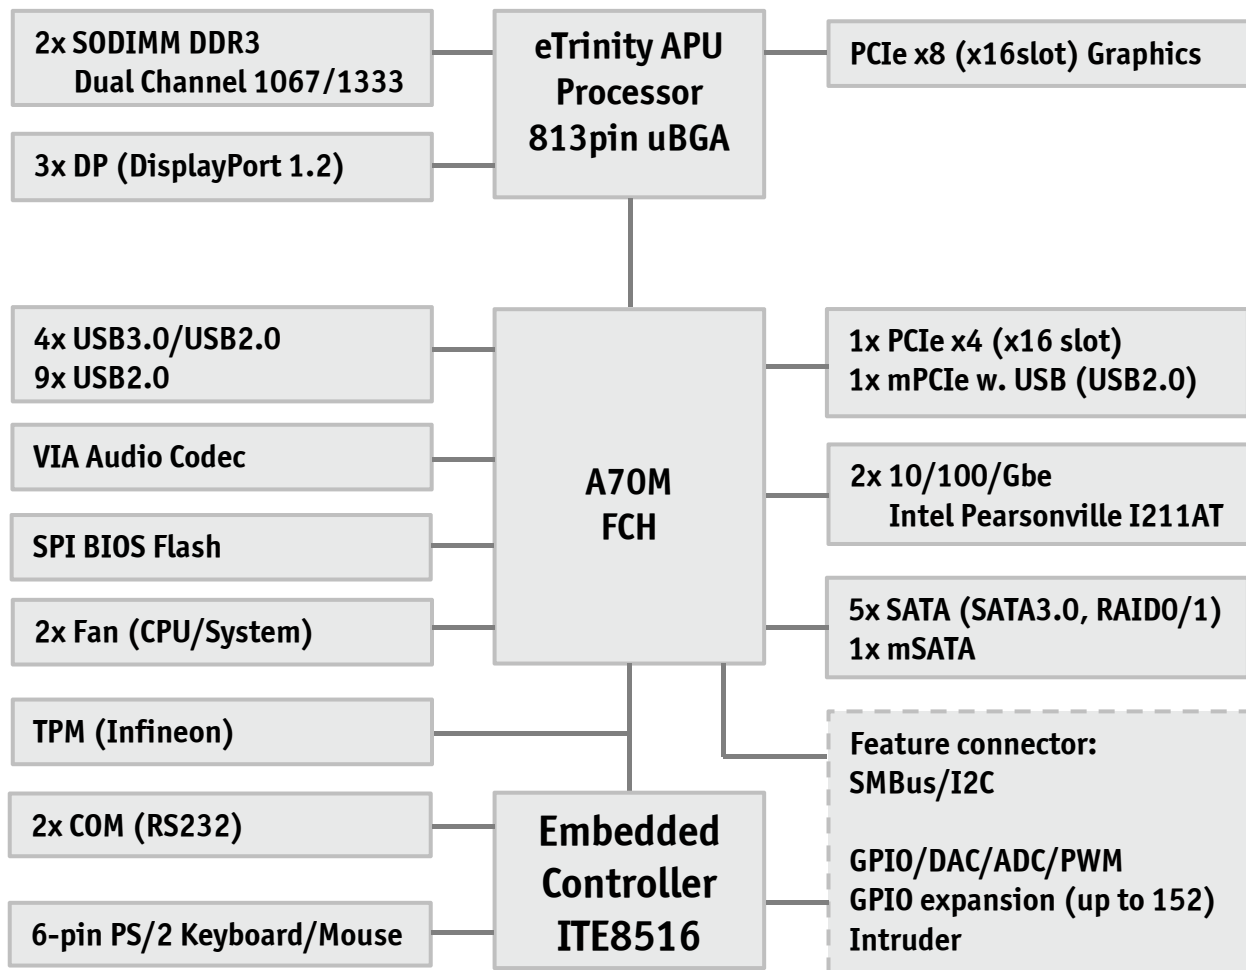 2x SODIMM DDR3
Dual Channel 1067/1333
eTrinity APU
Processor
813pin uBGA
PCIe x8 (x16slot) Graphics
3x DP (DisplayPort 1.2)
4x USB3.0/USB2.0
9x USB2.0
VIA Audio Codec
SPI BIOS Flash
2x Fan (CPU/System)
A70M
FCH
1x PCIe x4 (x16 slot)
1x mPCIe w. USB (USB2.0)
2x 10/100/Gbe
Intel Pearsonville I211AT
5x SATA (SATA3.0, RAID0/1)
1x mSATA
TPM (Infineon)
2x COM (RS232)
6-pin PS/2 Keyboard/Mouse
Embedded
Controller
ITE8516
Feature connector:
SMBus/I2C
GPIO/DAC/ADC/PWM
GPIO expansion (up to 152)
Intruder